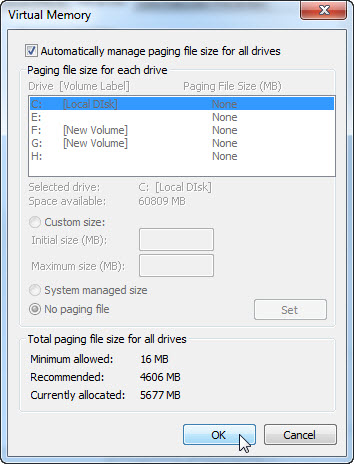 Virtual Memory
Automatically manage paging file size for all drives
Paging file size for each drive
Drive [Volume Label] Paging File Size (MB)
C: [Local DIsk] None
E: None
F: [New Volume] None
G: [New Volume] None
H: None
Selected drive: C: [Local DIsk]
Space available: 60809 MB
Custom size:
Initial size (MB):
Maximum size (MB):
System managed size
No paging file Set
Total paging file size for all drives
Minimum allowed: 16 MB
Recommended: 4606 MB
Currently allocated: 5677 MB
OK Cancel